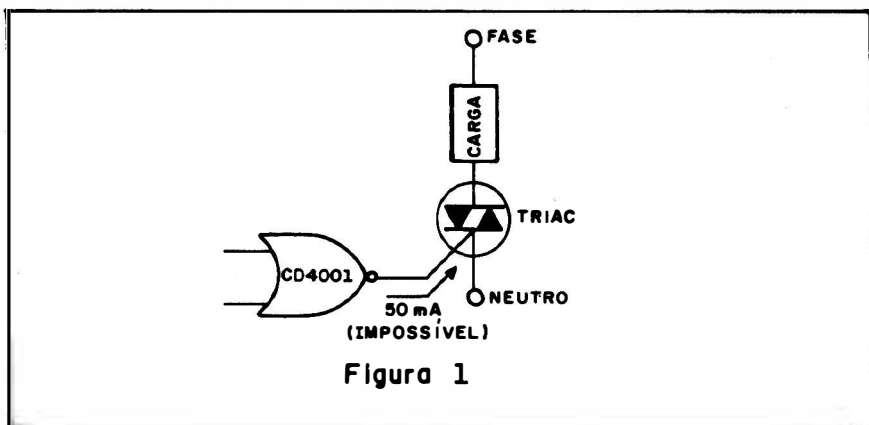 FASE
CARGA
TRIAC
CD4001
50 mA
(IMPOSSÍVEL)
NEUTRO
Figura 1